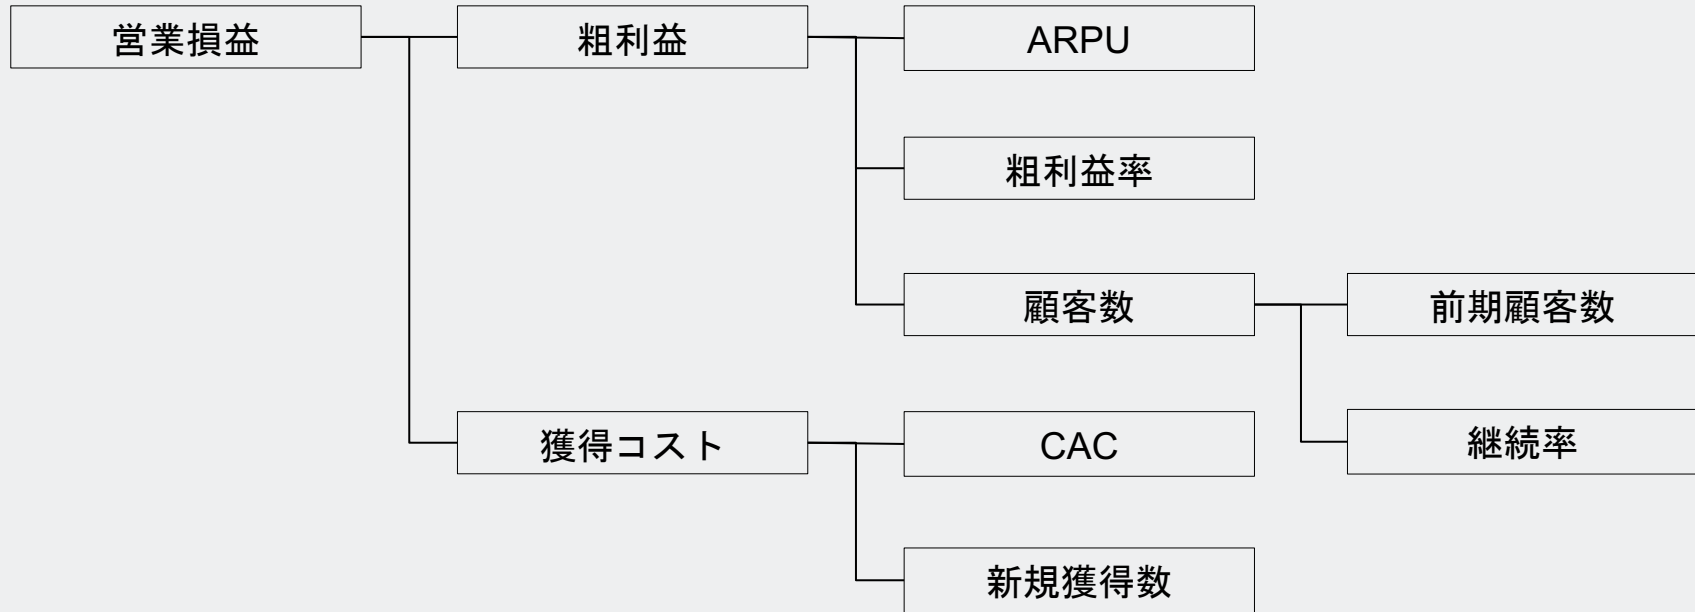 営業損益
粗利益
ARPU
粗利益率
顧客数
前期顧客数
継続率
獲得コスト
CAC
新規獲得数